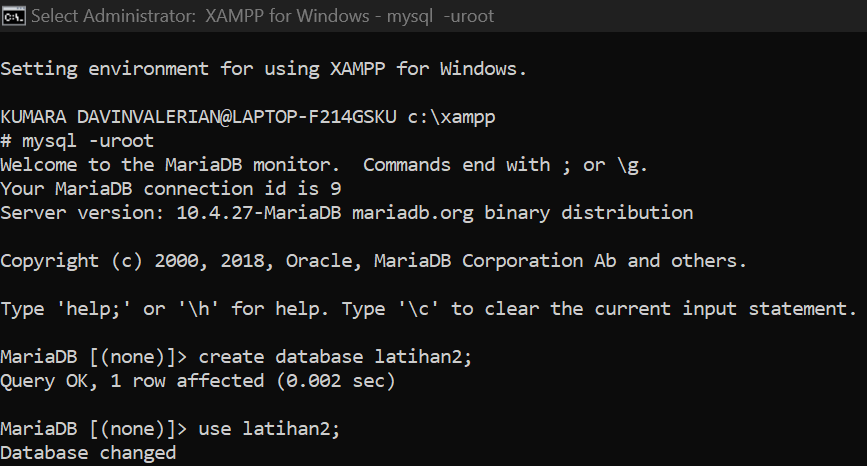 Select Administrator:  XAMPP for Windows - mysql  -uroot
Setting environment for using XAMPP for Windows.
KUMARA DAVINVALERIAN@LAPTOP-F214GSKU c:\xampp
# mysql -uroot
Welcome to the MariaDB monitor.  Commands end with ; or \g.
Your MariaDB connection id is 9
Server version: 10.4.27-MariaDB mariadb.org binary distribution
Copyright (c) 2000, 2018, Oracle, MariaDB Corporation Ab and others.
Type 'help;' or '\h' for help. Type '\c' to clear the current input statement.
MariaDB [(none)]> create database latihan2;
Query OK, 1 row affected (0.002 sec)
MariaDB [(none)]> use latihan2;
Database changed